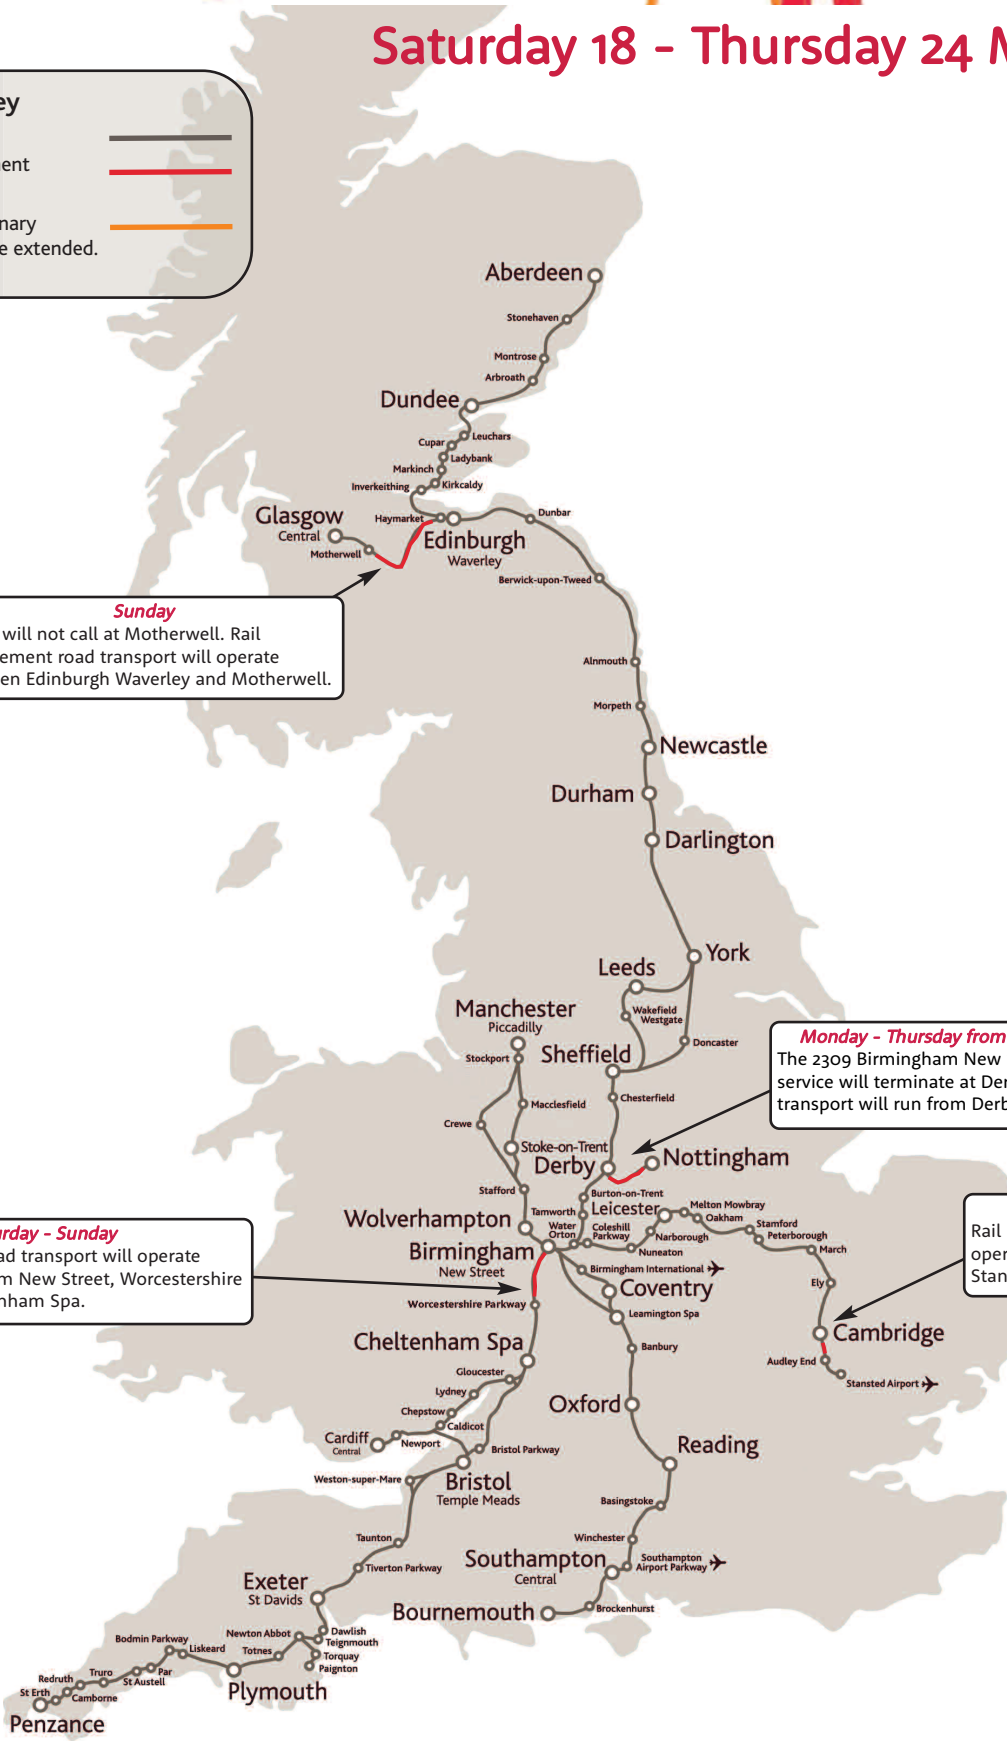 Saturday 18 - Thursday 24
ent
nary
e extended.
Aberdeen
Stonehaven
Montrose
Arbroath
Dundee
Leuchars
Cupar
Ladybank
Markinch
Kirkcaldy
Inverkeithing
Glasgow
Central
Haymarket
Dunbar
Edinburgh
Waverley
Motherwell
Berwick-upon-Tweed
Sunday
will not call at Motherwell. Rail
ement road transport will operate
en Edinburgh Waverley and Motherwell.
Alnmouth
Morpeth
Newcastle
Durham
Darlington
York
Leeds
Wakefield
Westgate
Manchester
Piccadilly
Stockport
Sheffield
Doncaster
Monday - Thursday from
The 2309 Birmingham New
service will terminate at Der
transport will run from Derb
Chesterfield
Macclesfield
Crewe
Stoke-on-Trent
Derby
Nottingham
Stafford
Burton-on-Trent
Tamworth
Leicester
Melton Mowbray
Oakham
Stamford
Peterborough
March
Wolverhampton
Water
Orton
Coleshill
Parkway
Narborough
Nuneaton
Birmingham
New Street
Birmingham International
Ely
Rail
oper
Stan
urday - Sunday
ad transport will operate
m New Street, Worcestershire
nham Spa.
Coventry
Worcestershire Parkway
Leamington Spa
Cambridge
Cheltenham Spa
Banbury
Audley End
Stansted Airport
Gloucester
Lydney
Chepstow
Caldicot
Oxford
Cardiff
Central
Newport
Bristol Parkway
Reading
Weston-super-Mare
Bristol
Temple Meads
Basingstoke
Taunton
Winchester
Tiverton Parkway
Southampton
Central
Southampton
Airport Parkway
Exeter
St Davids
Bournemouth
Brockenhurst
Newton Abbot
Dawlish
Teignmouth
Bodmin Parkway
Liskeard
Totnes
Torquay
Paignton
Redruth
Truro
Par
St Austell
St Erth
Camborne
Plymouth
Penzance